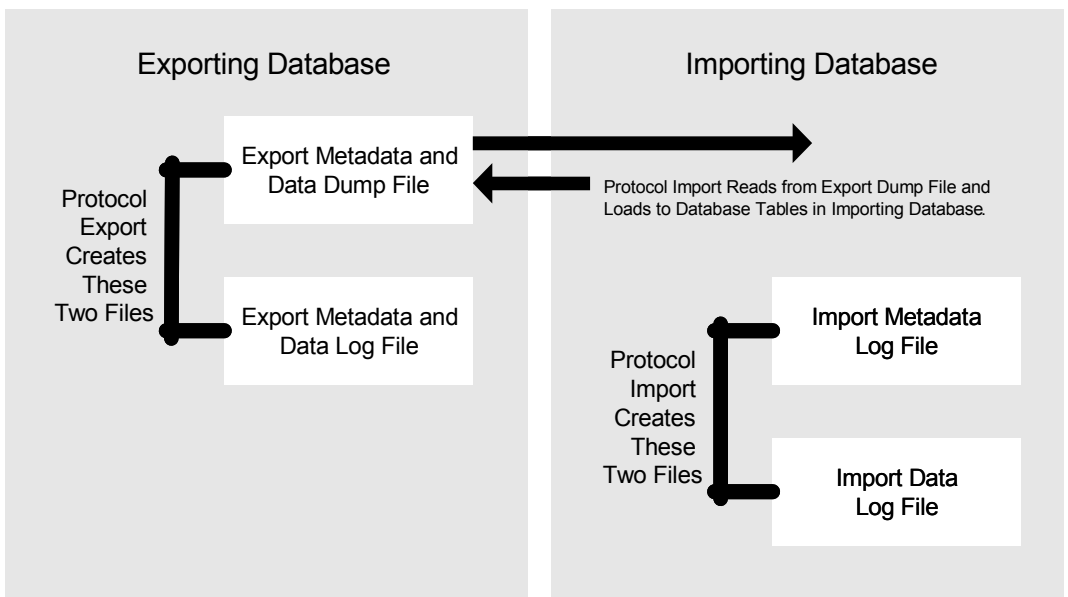 Exporting Database
Export Metadata and
Data Dump File
Protocol
Export
Creates
These
Two Files
Export Metadata and
Data Log File
Importing Database
Protocol Import Reads from Export Dump File and
Loads to Database Tables in Importing Database.
Import Metadata
Log File
Protocol
Import
Creates
These
Two Files
Import Data
Log File